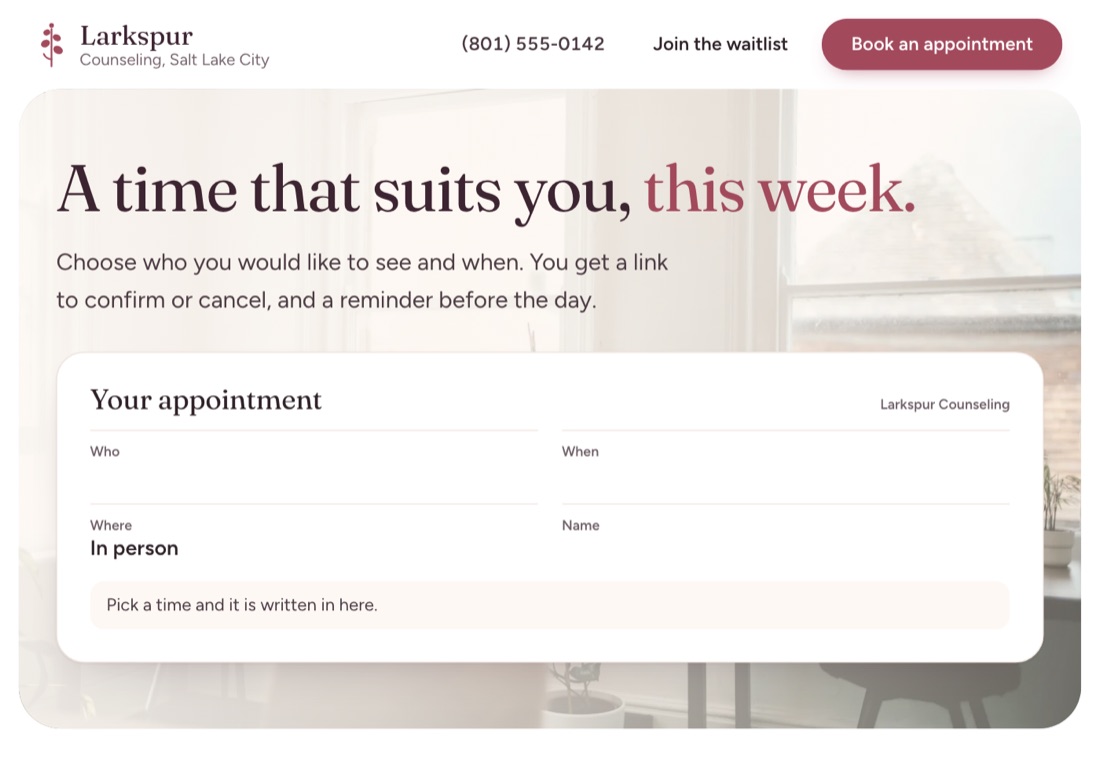 Larkspur
Counseling, Salt Lake City
(801) 555-0142
Join the waitlist
Book an appointment
A time that suits you, this week.
Choose who you would like to see and when. You get a link
to confirm or cancel, and a reminder before the day.
Your appointment
Larkspur Counseling
Who
When
Where
In person
Name
Pick a time and it is written in here.